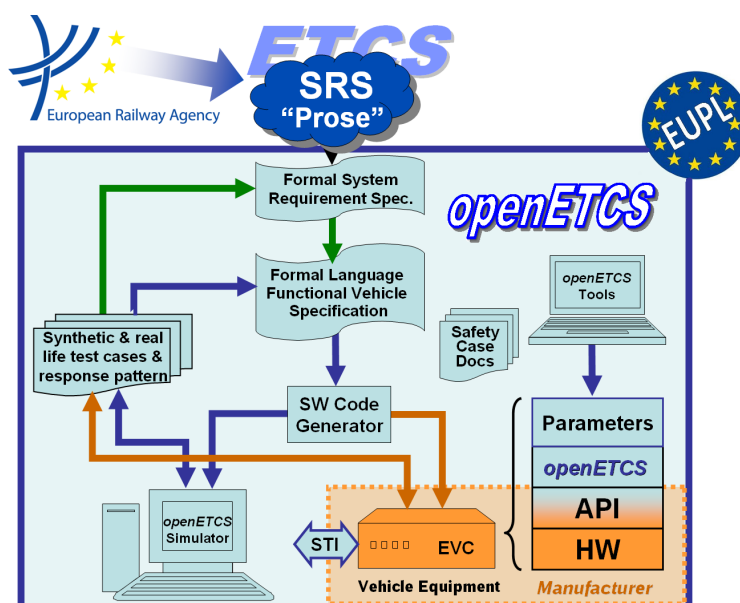 ETCS
SRS
“Prose”
European Railway Agency
EUPL
Formal System
Requirement Spec.
openETCS
Formal Language
Functional Vehicle
Specification
openETCS
Tools
Synthetic & real
life test cases &
response pattern
Safety
Case
Docs
SW Code
Generator
Parameters
openETCS
API
HW
openETCS
Simulator
STI
EVC
Vehicle Equipment
Manufacturer